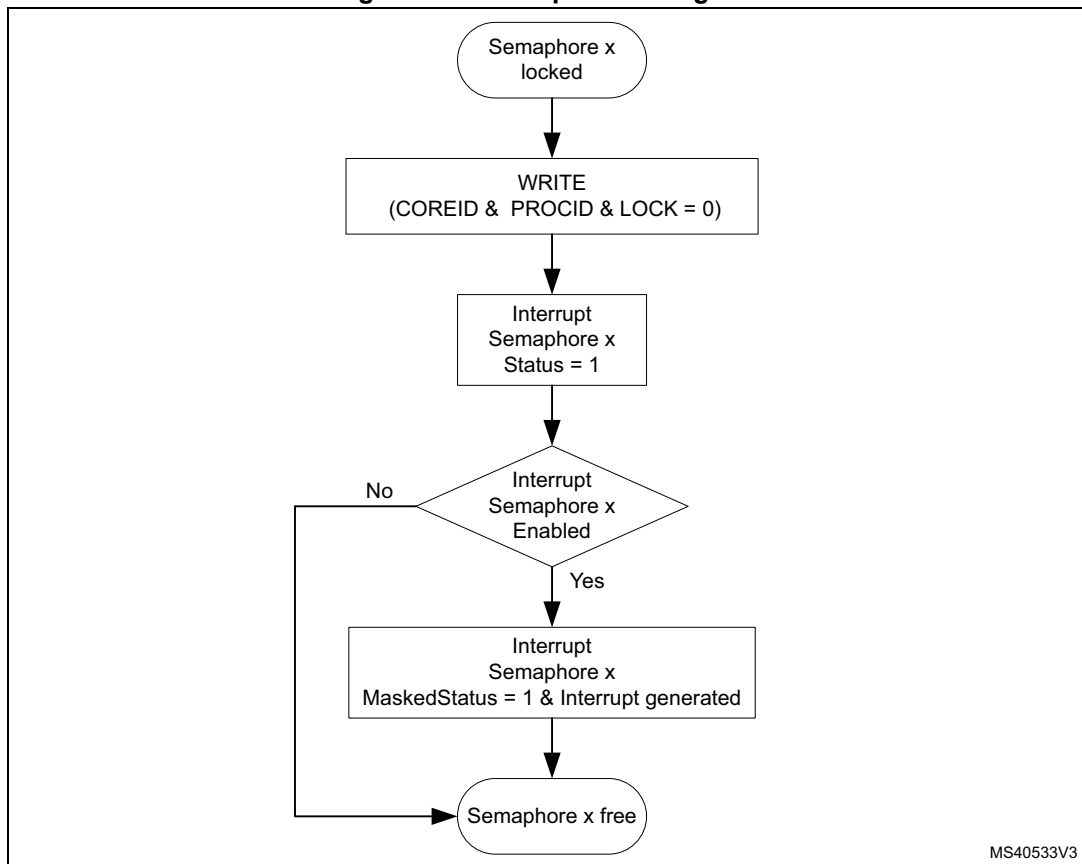 Semaphore x
locked
WRITE
(COREID & PROCID & LOCK = 0)
Interrupt
Semaphore x
Status = 1
Interrupt
Semaphore x
Enabled
No
Yes
Interrupt
Semaphore x
MaskedStatus = 1 & Interrupt generated
Semaphore x free
MS40533V3